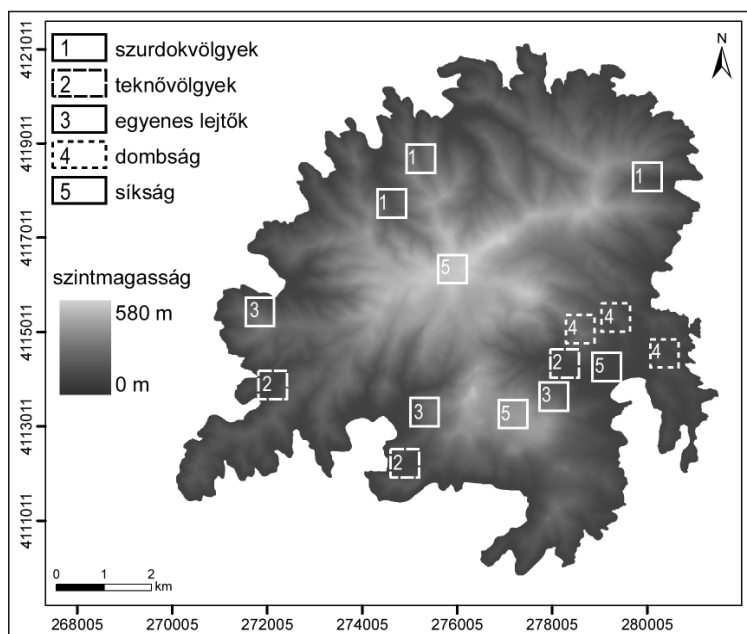 1 szurdokvölgyek
2 teknővölgyek
3 egyenes lejtők
4 dombság
5 síkság
N
szintmagasság
580 m
0 m
4121011
4119011
4117011
4115011
4113011
4111011
1
1
1
5
3
4
4
4
2
5
2
3
3
5
2
0 1 2
km
268005 270005 272005 274005 276005 278005 280005